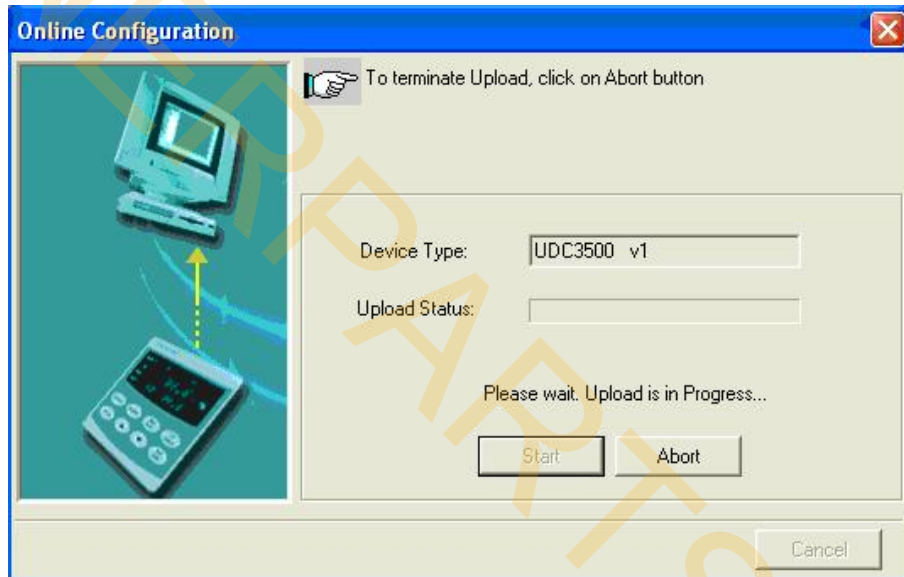 Online Configuration
To terminate Upload, click on Abort button
Device Type:
UDC3500 v1
Upload Status:
Please wait. Upload is in Progress...
Start
Abort
Cancel